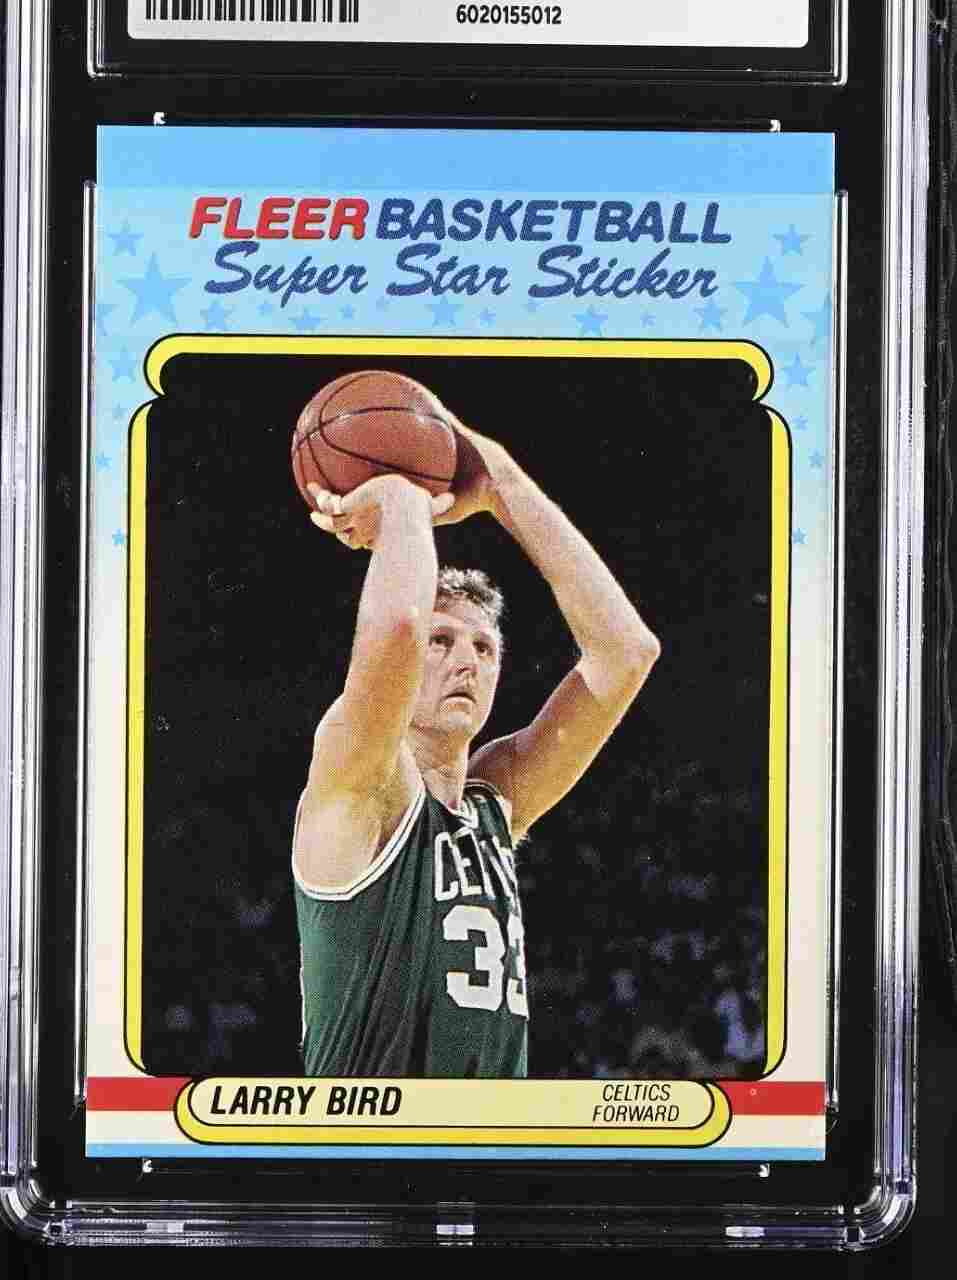 6020155012
FLEER BASKETBALL
Super Star Sticker
CELTICS
33
LARRY BIRD
CELTICS
FORWARD